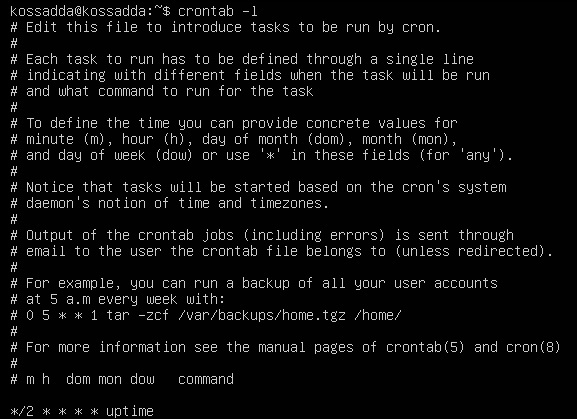 kossadda@kossadda:~$ crontab -l
# Edit this file to introduce tasks to be run by cron.
#
# Each task to run has to be defined through a single line
# indicating with different fields when the task will be run
# and what command to run for the task
#
# To define the time you can provide concrete values for
# minute (m), hour (h), day of month (dom), month (mon),
# and day of week (dow) or use '*' in these fields (for 'any').
#
# Notice that tasks will be started based on the cron's system
# daemon's notion of time and timezones.
#
# Output of the crontab jobs (including errors) is sent through
# email to the user the crontab file belongs to (unless redirected).
#
# For example, you can run a backup of all your user accounts
# at 5 a.m every week with:
# 0 5 * * 1 tar -zcf /var/backups/home.tgz /home/
#
# For more information see the manual pages of crontab(5) and cron(8)
#
# m h  dom mon dow   command

*/2 * * * * uptime